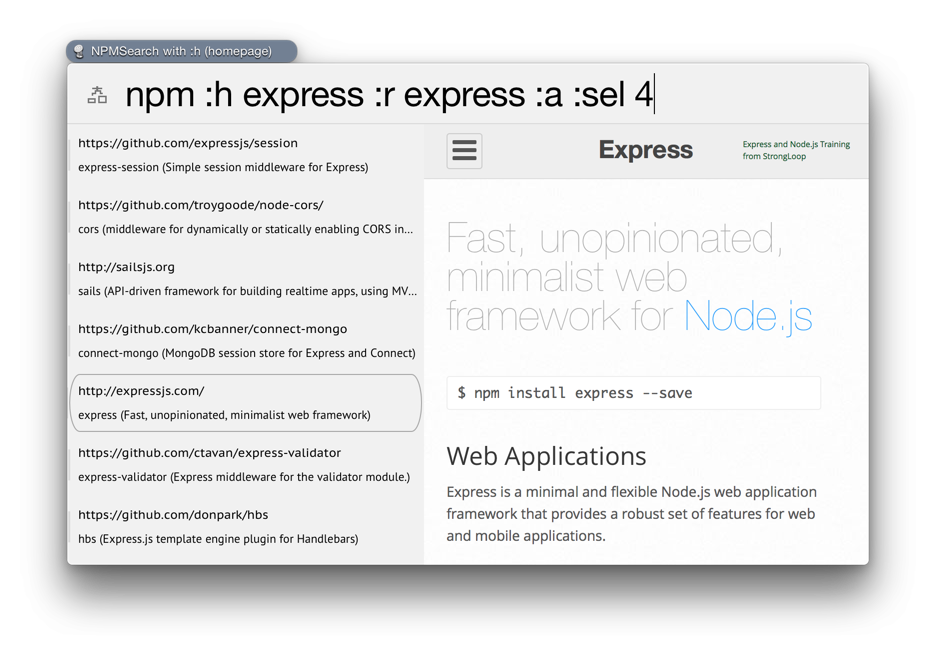 NPMSearch with :h (homepage)
npm :h express :r express :a :sel 4
https://github.com/expressjs/session
express-session (Simple session middleware for Express)
https://github.com/troygoode/node-cors/
cors (middleware for dynamically or statically enabling CORS in...
http://sailsjs.org
sails (API-driven framework for building realtime apps, using MV...
https://github.com/kcbanner/connect-mongo
connect-mongo (MongoDB session store for Express and Connect)
http://expressjs.com/
express (Fast, unopinionated, minimalist web framework)
https://github.com/ctavan/express-validator
express-validator (Express middleware for the validator module.)
https://github.com/donpark/hbs
hbs (Express.js template engine plugin for Handlebars)
Express
Express and Node.js Training
from StrongLoop
Fast, unopinionated,
minimalist web
framework for Node.js
$ npm install express --save
Web Applications
Express is a minimal and flexible Node.js web application
framework that provides a robust set of features for web
and mobile applications.